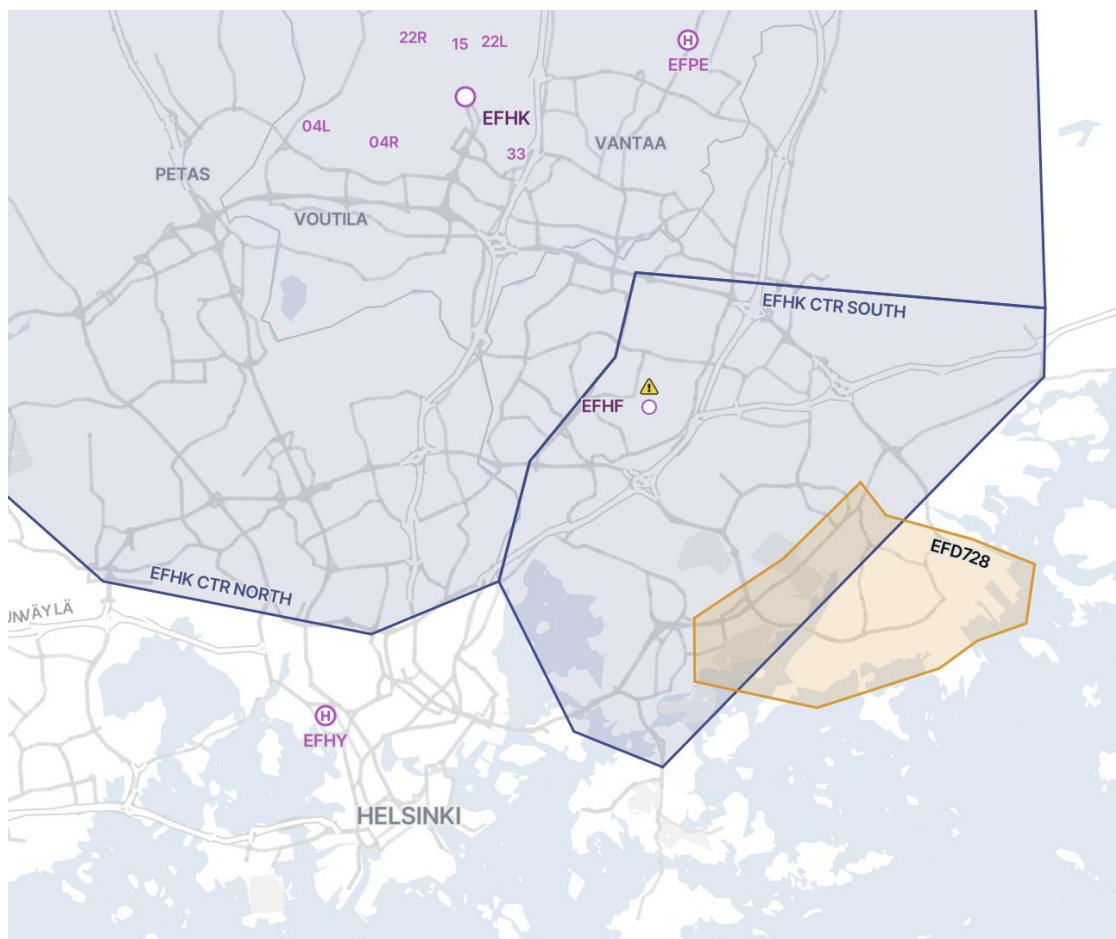 22R
15
22L
H
EFPE
EFHK
04L
04R
33
VANTAA
PETAS
VOUTILA
EFHK CTR SOUTH
EFHF
EFD728
EFHK CTR NORTH
H
EFHY
HELSINKI